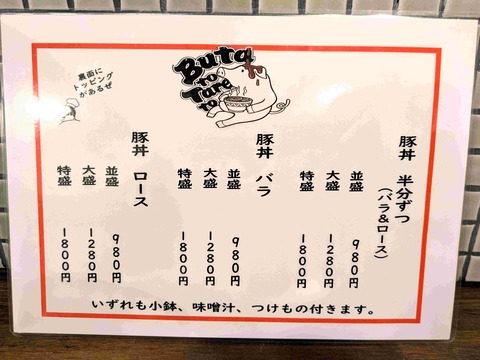 Buta
to
Tare
to
裏面に
トッピング
があるぜ
豚丼 半分ずつ
(バラ&ロース)
並盛 980円
大盛 1280円
特盛 1800円
豚丼 バラ
並盛 980円
大盛 1280円
特盛 1800円
豚丼 ロース
並盛 980円
大盛 1280円
特盛 1800円
いずれも小鉢、味噌汁、つけもの付きます。